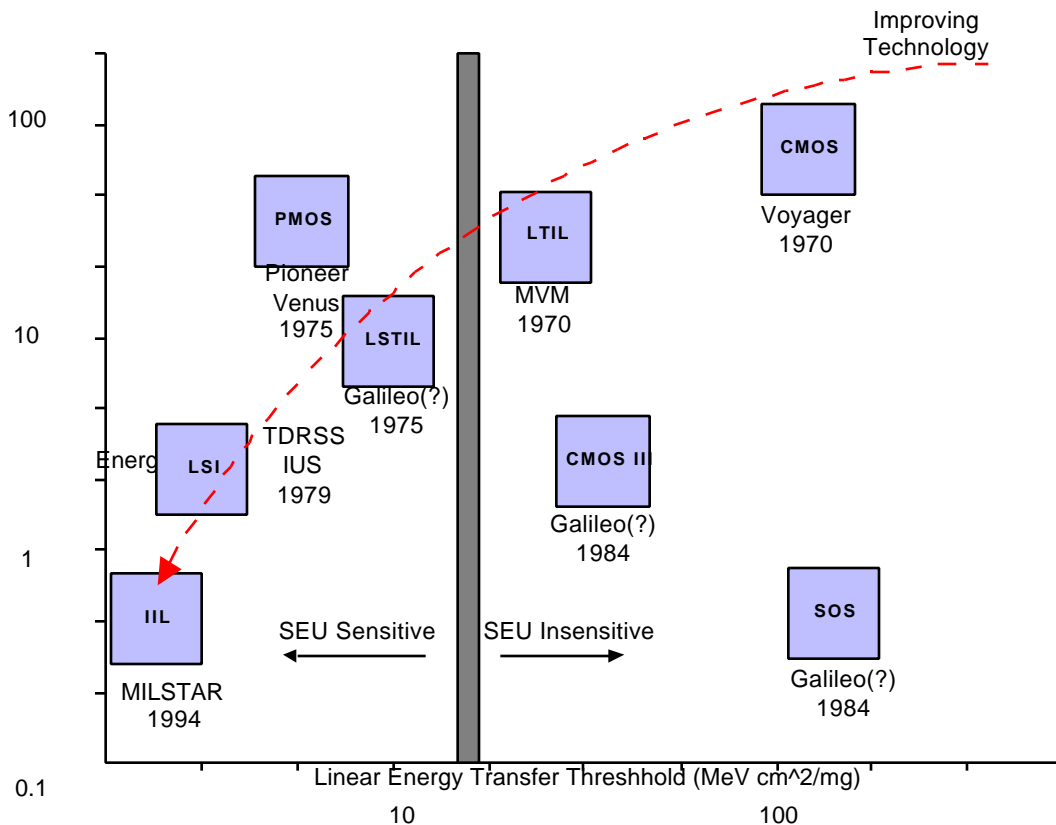 Improving
Technology
100
CMOS
Voyager
1970
PMOS
Pioneer
Venus
1975
LTIL
MVM
1970
10
LSTIL
Galileo(?)
1975
Energ
LSI
TDRSS
IUS
1979
CMOS III
Galileo(?)
1984
1
IIL
MILSTAR
1994
SEU Sensitive
SEU Insensitive
SOS
Galileo(?)
1984
0.1
Linear Energy Transfer Threshhold (MeV cm^2/mg)
10
100